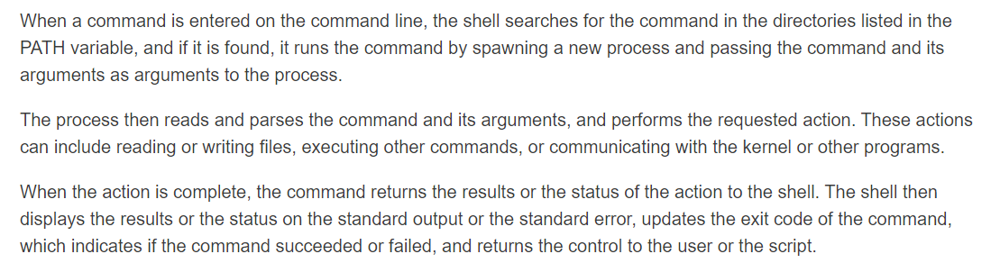 When a command is entered on the command line, the shell searches for the command in the directories listed in the
PATH variable, and if it is found, it runs the command by spawning a new process and passing the command and its
arguments as arguments to the process.
The process then reads and parses the command and its arguments, and performs the requested action. These actions
can include reading or writing files, executing other commands, or communicating with the kernel or other programs.
When the action is complete, the command returns the results or the status of the action to the shell. The shell then
displays the results or the status on the standard output or the standard error, updates the exit code of the command,
which indicates if the command succeeded or failed, and returns the control to the user or the script.